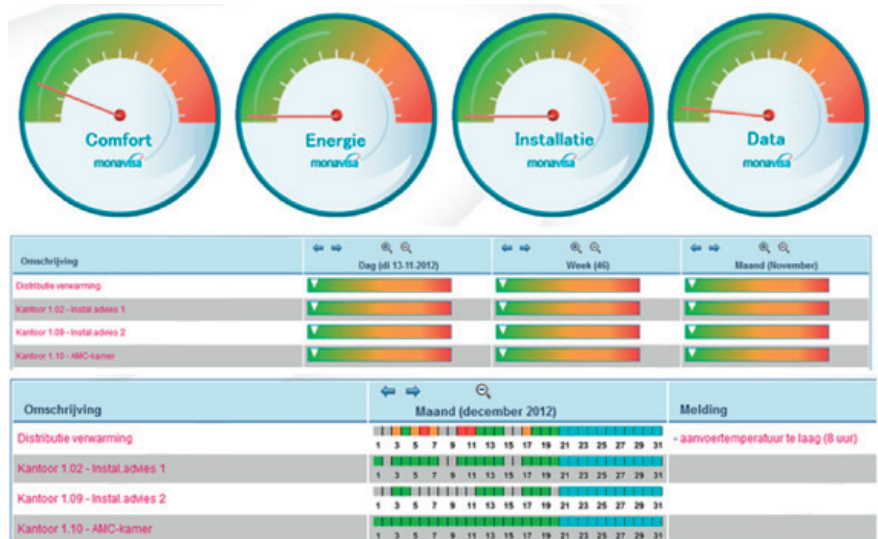 Comfort
monavisa
Energie
monavisa
Installatie
monavisa
Data
monavisa
Omschrijving Dag (di 13-11-2012) Week (46) Maand (November)
Distributie verwarming
Kantoor 1.02 - Instal.advies 1
Kantoor 1.09 - Instal.advies 2
Kantoor 1.10 - AMC-kamer
Omschrijving Maand (december 2012) Melding
Distributie verwarming - aanvoertemperatuur te laag (8 uur)
1 3 5 7 9 11 13 15 17 19 21 23 25 27 29 31
Kantoor 1.02 - Instal.advies 1
1 3 5 7 9 11 13 15 17 19 21 23 25 27 29 31
Kantoor 1.09 - Instal.advies 2
1 3 5 7 9 11 13 15 17 19 21 23 25 27 29 31
Kantoor 1.10 - AMC-kamer
1 3 5 7 9 11 13 15 17 19 21 23 25 27 29 31